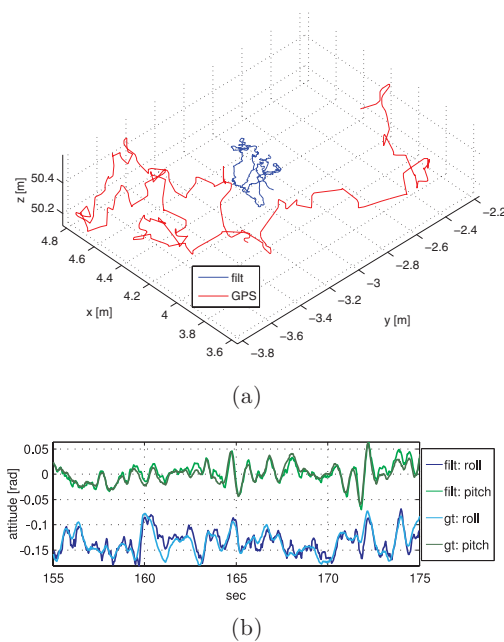 50.4
50.2
z [m]
4.8
4.6
4.4
4.2
4
3.8
3.6
x [m]
−3.8
−3.6
−3.4
−3.2
−3
−2.8
−2.6
−2.4
−2.2
y [m]
filt
GPS
(a)
0.05
0
-0.05
-0.1
-0.15
attitude [rad]
155
160
165
170
175
sec
filt: roll
filt: pitch
gt: roll
gt: pitch
(b)